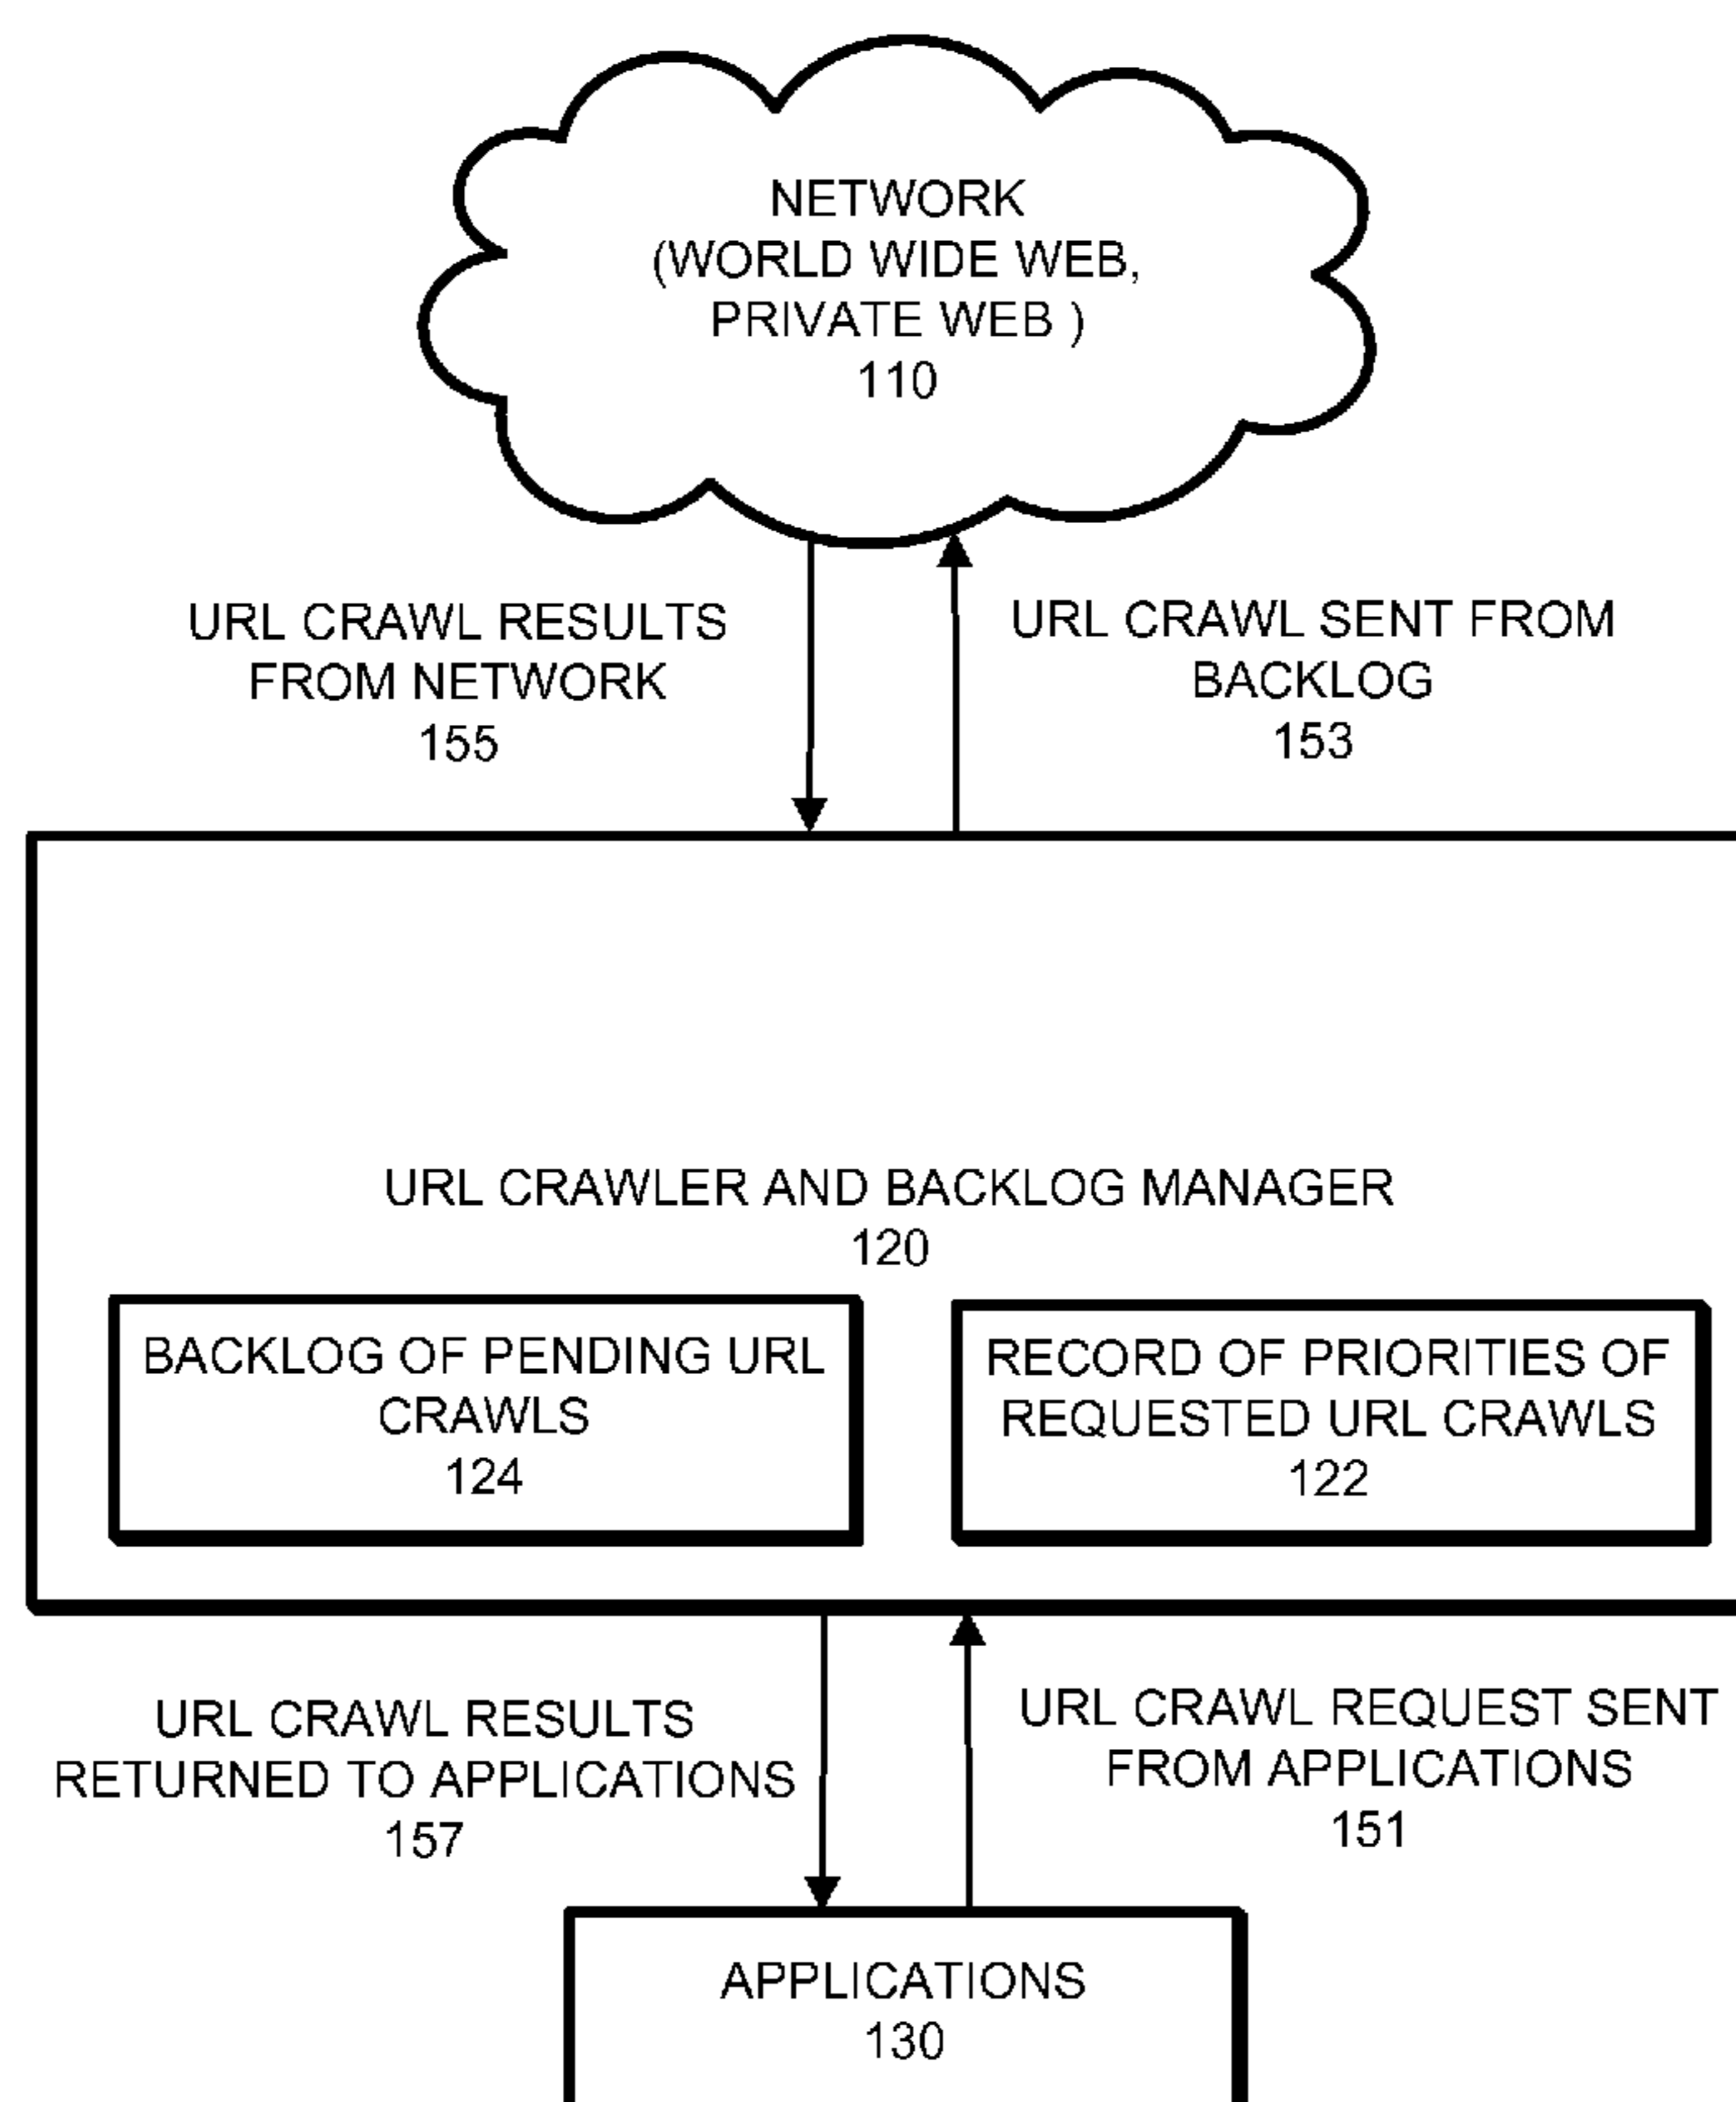 NETWORK
(WORLD WIDE WEB,
PRIVATE WEB )
110
URL CRAWL RESULTS
FROM NETWORK
155
URL CRAWL SENT FROM
BACKLOG
153
URL CRAWLER AND BACKLOG MANAGER
120
BACKLOG OF PENDING URL
CRAWLS
124
RECORD OF PRIORITIES OF
REQUESTED URL CRAWLS
122
URL CRAWL RESULTS
RETURNED TO APPLICATIONS
157
URL CRAWL REQUEST SENT
FROM APPLICATIONS
151
APPLICATIONS
130